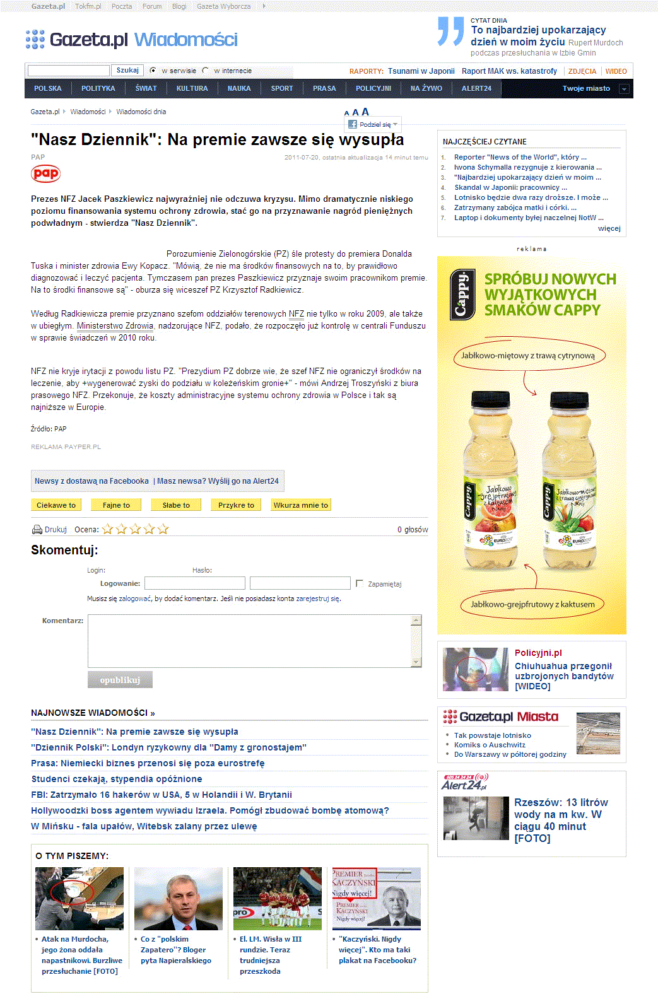 Gazeta.pl Tokfm.pl Poczta Forum Blogi Gazeta Wyborcza
Gazeta.pl Wiadomości
CYTAT DNIA
To najbardziej upokarzający
dzień w moim życiu Rupert Murdoch
podczas przesłuchania w Izbie Gmin
Szukaj w serwisie w internecie
RAPORTY: Tsunami w Japonii Raport MAK ws. katastrofy ZDJĘCIA WIDEO
POLSKA POLITYKA ŚWIAT KULTURA NAUKA SPORT PRASA POLICYJNI NA ŻYWO ALERT24 Twoje miasto
Gazeta.pl Wiadomości Wiadomości dnia
A A A
Podziel się
"Nasz Dziennik": Na premie zawsze się wysupła
PAP
2011-07-20, ostatnia aktualizacja 14 minut temu
pap
Prezes NFZ Jacek Paszkiewicz najwyraźniej nie odczuwa kryzysu. Mimo dramatycznie niskiego
poziomu finansowania systemu ochrony zdrowia, stać go na przyznawanie nagród pieniężnych
podwładnym - stwierdza "Nasz Dziennik".
Porozumienie Zielonogórskie (PZ) śle protesty do premiera Donalda
Tuska i minister zdrowia Ewy Kopacz. "Mówią, że nie ma środków finansowych na to, by prawidłowo
diagnozować i leczyć pacjenta. Tymczasem pan prezes Paszkiewicz przyznaje swoim pracownikom premie.
Na to środki finansowe są" - oburza się wiceszef PZ Krzysztof Radkiewicz.
Według Radkiewicza premie przyznano szefom oddziałów terenowych NFZ nie tylko w roku 2009, ale także
w ubiegłym. Ministerstwo Zdrowia, nadzorujące NFZ, podało, że rozpoczęło już kontrolę w centrali Funduszu
w sprawie świadczeń w 2010 roku.
NFZ nie kryje irytacji z powodu listu PZ. "Prezydium PZ dobrze wie, że szef NFZ nie ograniczył środków na
leczenie, aby +wygenerować zyski do podziału w koleżeńskim gronie+" - mówi Andrzej Troszyński z biura
prasowego NFZ. Przekonuje, że koszty administracyjne systemu ochrony zdrowia w Polsce i tak są
najniższe w Europie.
Źródło: PAP
REKLAMA PAYPER.PL
Newsy z dostawą na Facebooka | Masz newsa? Wyślij go na Alert24
Ciekawe to Fajne to Słabe to Przykre to Wkurza mnie to
Drukuj Ocena: 0 głosów
Skomentuj:
Login: Hasło:
Logowanie: Zapamiętaj
Musisz się zalogować, by dodać komentarz. Jeśli nie posiadasz konta zarejestruj się.
Komentarz:
opublikuj
NAJNOWSZE WIADOMOŚCI »
"Nasz Dziennik": Na premie zawsze się wysupła
"Dziennik Polski": Londyn ryzykowny dla "Damy z gronostajem"
Prasa: Niemiecki biznes przenosi się poza eurostrefę
Studenci czekają, stypendia opóźnione
FBI: Zatrzymało 16 hakerów w USA, 5 w Holandii i W. Brytanii
Hollywoodzki boss agentem wywiadu Izraela. Pomógł zbudować bombę atomową?
W Mińsku - fala upałów, Witebsk zalany przez ulewę
O TYM PISZEMY:
pro
PREMIER
KACZYŃSKI
Nigdy więcej!
PREMIER
KACZYŃSKI
Nigdy więcej!
Atak na Murdocha,
jego żona oddała
napastnikowi. Burzliwe
przesłuchanie [FOTO]
Co z "polskim
Zapatero"? Bloger
pyta Napieralskiego
El. LM. Wisła w III
rundzie. Teraz
trudniejsza
przeszkoda
"Kaczyński. Nigdy
więcej". Kto ma taki
plakat na Facebooku?
NAJCZĘŚCIEJ CZYTANE
1. Reporter "News of the World", który ...
2. Iwona Schymalla rezygnuje z kierowania ...
3. "Najbardziej upokarzający dzień w moim ...
4. Skandal w Japonii: pracownicy ...
5. Lotnisko będzie dwa razy droższe. I może ...
6. Zatrzymany zabójca matki i córki. ...
7. Laptop i dokumenty byłej naczelnej NotW ...
więcej
reklama
Cappy
SPRÓBUJ NOWYCH
WYJĄTKOWYCH
SMAKÓW CAPPY
Jabłkowo-miętowy z trawą cytrynową
Cappy
Jabłkowo
-grejpfrutowy
z kaktusem
EURO2012
Cappy
Jabłkowo-miętowy
z trawą cytrynową
EURO2012
Jabłkowo-grejpfrutowy z kaktusem
Policyjni.pl
Chiuhuahua przegonił
uzbrojonych bandytów
[WIDEO]
Gazeta.pl Miasta
Tak powstaje lotnisko
Komiks o Auschwitz
Do Warszawy w półtorej godziny
605 24 24 24
Alert24.pl
Rzeszów: 13 litrów
wody na m kw. W
ciągu 40 minut
[FOTO]